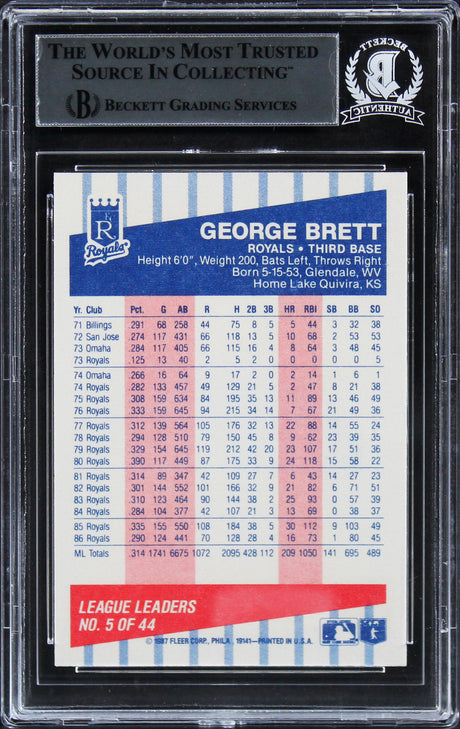 THE WORLD'S MOST TRUSTED
SOURCE IN COLLECTING™
B BECKETT GRADING SERVICES
BECKETT
B
AUTHENTIC
R
Royals
GEORGE BRETT
ROYALS • THIRD BASE
Height 6'0", Weight 200, Bats Left, Throws Right
Born 5-15-53, Glendale, WV
Home Lake Quivira, KS
Yr. Club Pct. G AB R H 2B 3B HR RBI SB BB SO
71 Billings .291 68 258 44 75 8 5 5 44 3 32 38
72 San Jose .274 117 431 66 118 13 5 10 68 2 53 53
73 Omaha .284 117 405 66 115 16 4 8 64 3 48 45
73 Royals .125 13 40 2 5 2 0 0 0 0 0 5
74 Omaha .266 16 64 9 17 2 0 2 14 1 6 1
74 Royals .282 133 457 49 129 21 5 2 47 8 21 38
75 Royals .308 159 634 84 195 35 13 11 89 13 46 49
76 Royals .333 159 645 94 215 34 14 7 67 21 49 36
77 Royals .312 139 564 105 176 32 13 22 88 14 55 24
78 Royals .294 128 510 79 150 45 8 9 62 23 39 35
79 Royals .329 154 645 119 212 42 20 23 107 17 51 36
80 Royals .390 117 449 87 175 33 9 24 118 15 58 22
81 Royals .314 89 347 42 109 27 7 6 43 14 27 23
82 Royals .301 144 552 101 166 32 9 21 82 6 71 51
83 Royals .310 123 464 90 144 38 2 25 93 0 57 39
84 Royals .284 104 377 42 107 21 3 13 69 0 38 37
85 Royals .335 155 550 108 184 38 5 30 112 9 103 49
86 Royals .290 124 441 70 128 28 4 16 73 1 80 45
ML Totals .314 1741 6675 1072 2095 428 112 209 1050 141 695 489
LEAGUE LEADERS
NO. 5 OF 44
© 1987 FLEER CORP., PHILA., 19141—PRINTED IN U.S.A.